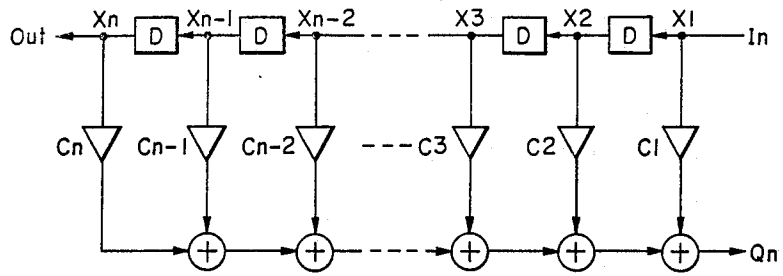 Xn Xn-1 Xn-2 X3 X2 X1
Out D D D D In
Cn Cn-1 Cn-2 C3 C2 C1
Qn